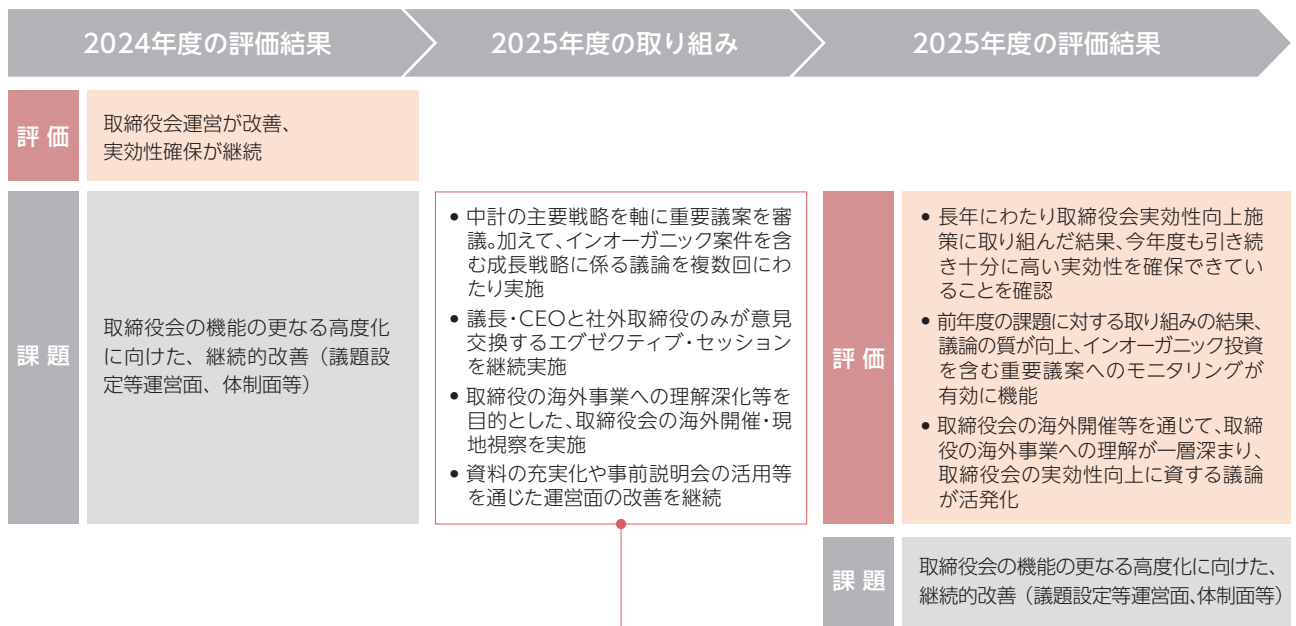 2024年度の評価結果
2025年度の取り組み
2025年度の評価結果
評 価
取締役会運営が改善、
実効性確保が継続
課 題
取締役会の機能の更なる高度化
に向けた、継続的改善（議題設
定等運営面、体制面等）
● 中計の主要戦略を軸に重要議案を審
議。加えて、インオーガニック案件を含
む成長戦略に係る議論を複数回にわ
たり実施
● 議長・CEOと社外取締役のみが意見
交換するエグゼクティブ・セッション
を継続実施
● 取締役の海外事業への理解深化等を
目的とした、取締役会の海外開催・現
地視察を実施
● 資料の充実化や事前説明会の活用等
を通じた運営面の改善を継続
評 価
● 長年にわたり取締役会実効性向上施
策に取り組んだ結果、今年度も引き続
き十分に高い実効性を確保できてい
ることを確認
● 前年度の課題に対する取り組みの結果、
議論の質が向上、インオーガニック投資
を含む重要議案へのモニタリングが
有効に機能
● 取締役会の海外開催等を通じて、取締
役の海外事業への理解が一層深まり、
取締役会の実効性向上に資する議論
が活発化
課 題
取締役会の機能の更なる高度化に向けた、
継続的改善（議題設定等運営面、体制面等）